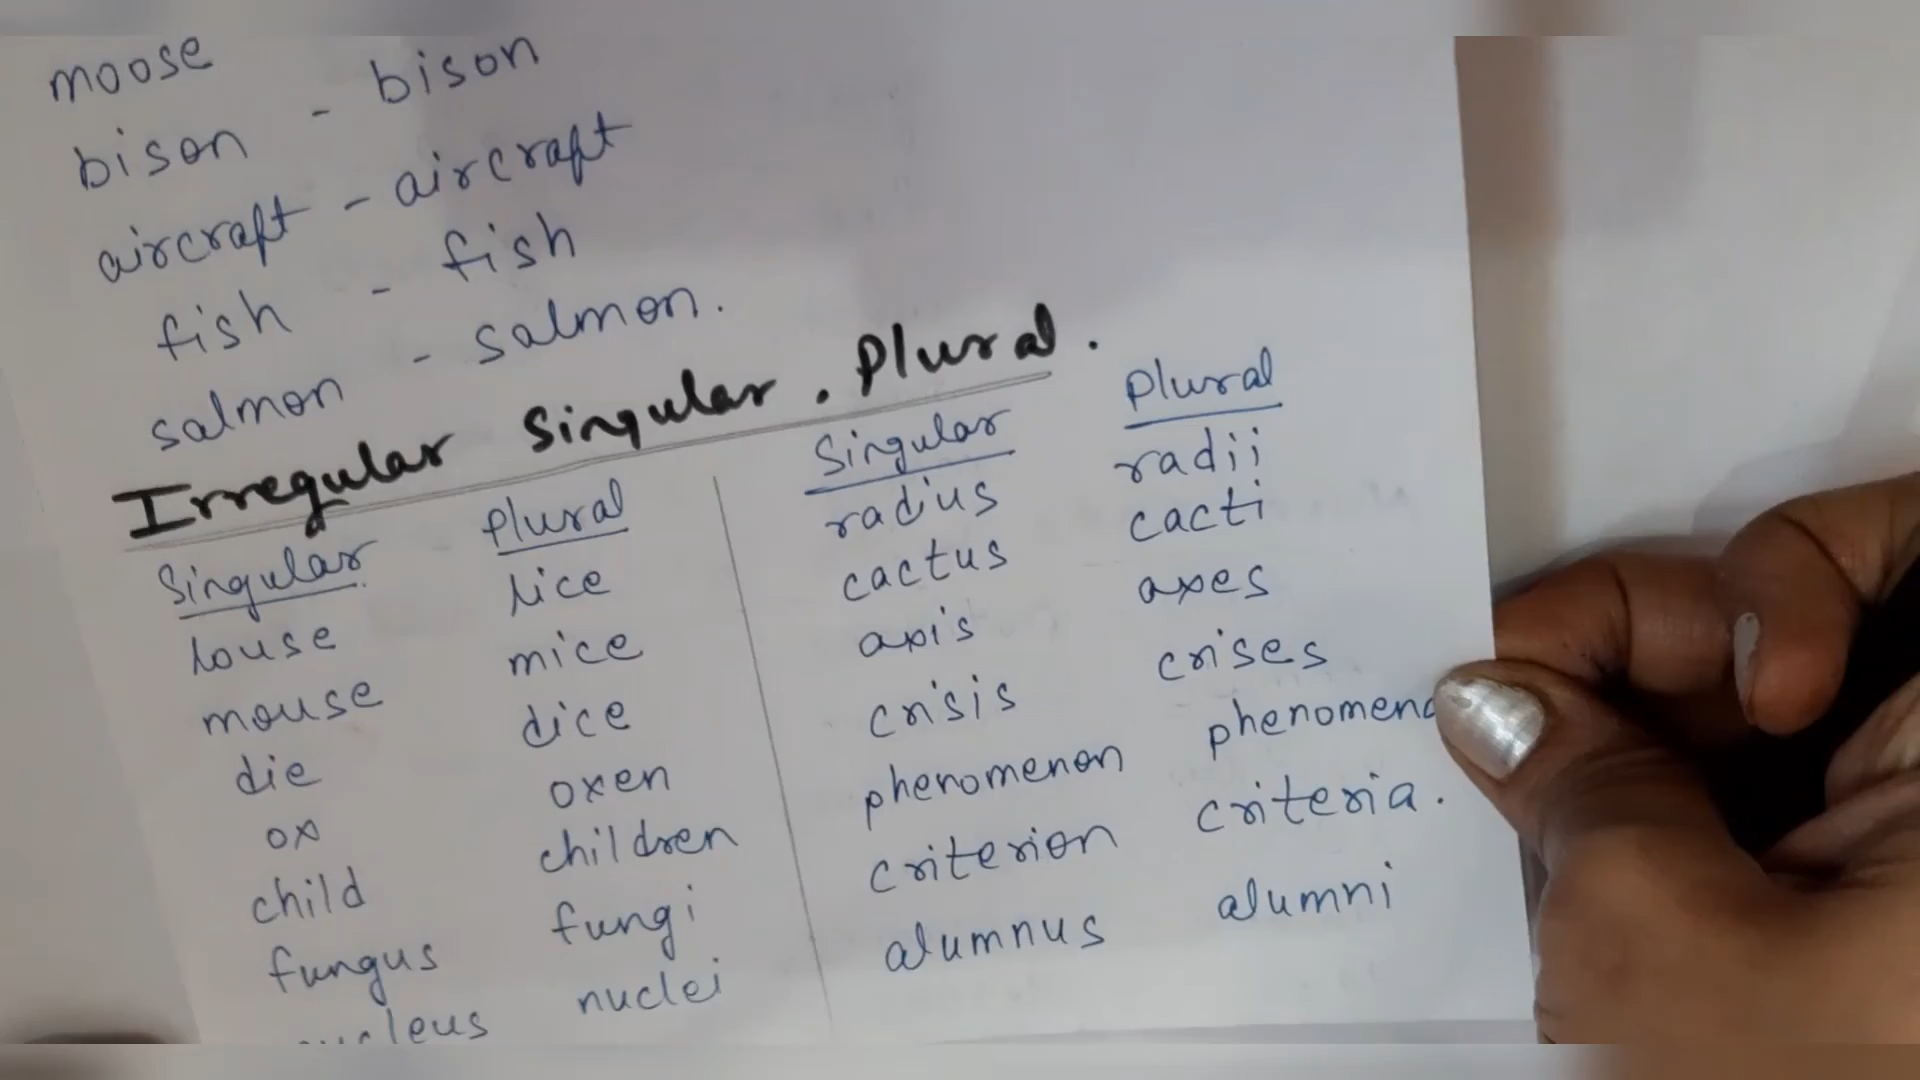 moose
bison - bison
aircraft - aircraft
fish - fish
salmon - salmon.
Irregular Singular . Plural.
Singular Plural
louse lice
mouse mice
die dice
ox oxen
child children
fungus fungi
nuclei
Singular Plural
radius radii
cactus cacti
axis axes
crisis crises
phenomenon
criterion criteria.
alumnus alumni